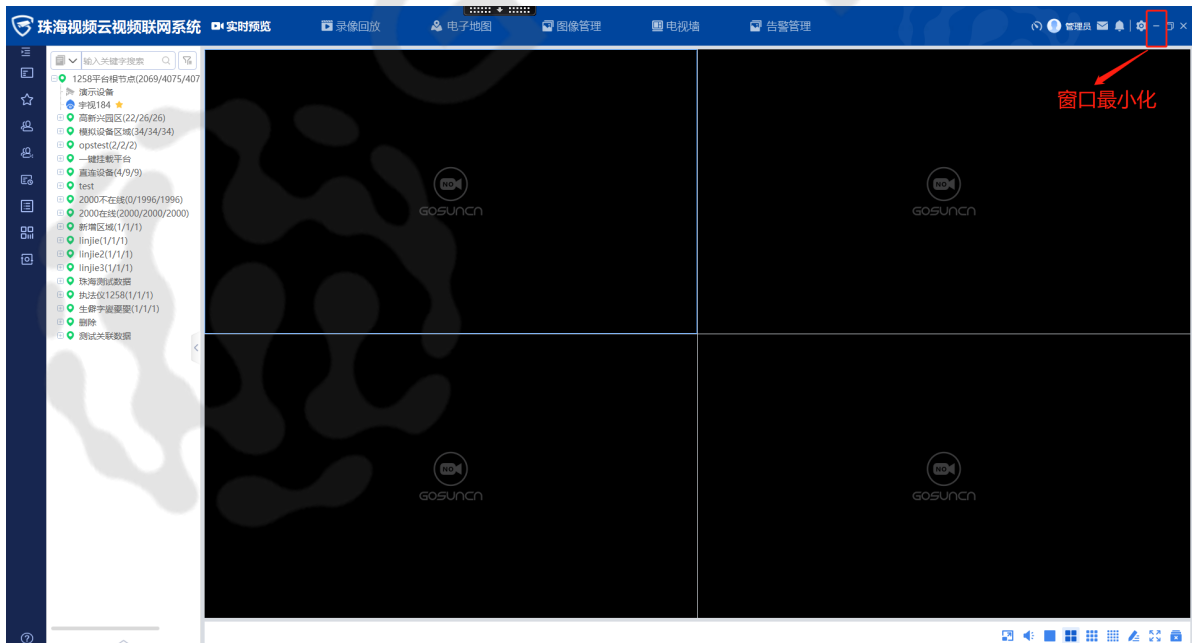 珠海视频云视频联网系统 实时预览 录像回放 电子地图 图像管理 电视墙 告警管理 管理员
窗口最小化
输入关键字搜索
1258平台根节点(2069/4075/407
演示设备
宇视184
高新兴园区(22/26/26)
模拟设备区域(34/34/34)
opstest(2/2/2)
一键挂载平台
直连设备(4/9/9)
test
2000不在线(0/1996/1996)
2000在线(2000/2000/2000)
新增区域(1/1/1)
linjie(1/1/1)
linjie2(1/1/1)
linjie3(1/1/1)
珠海测试数据
执法仪1258(1/1/1)
删除
测试关联数据
NO
GOSUNCN
NO
GOSUNCN
NO
GOSUNCN
NO
GOSUNCN